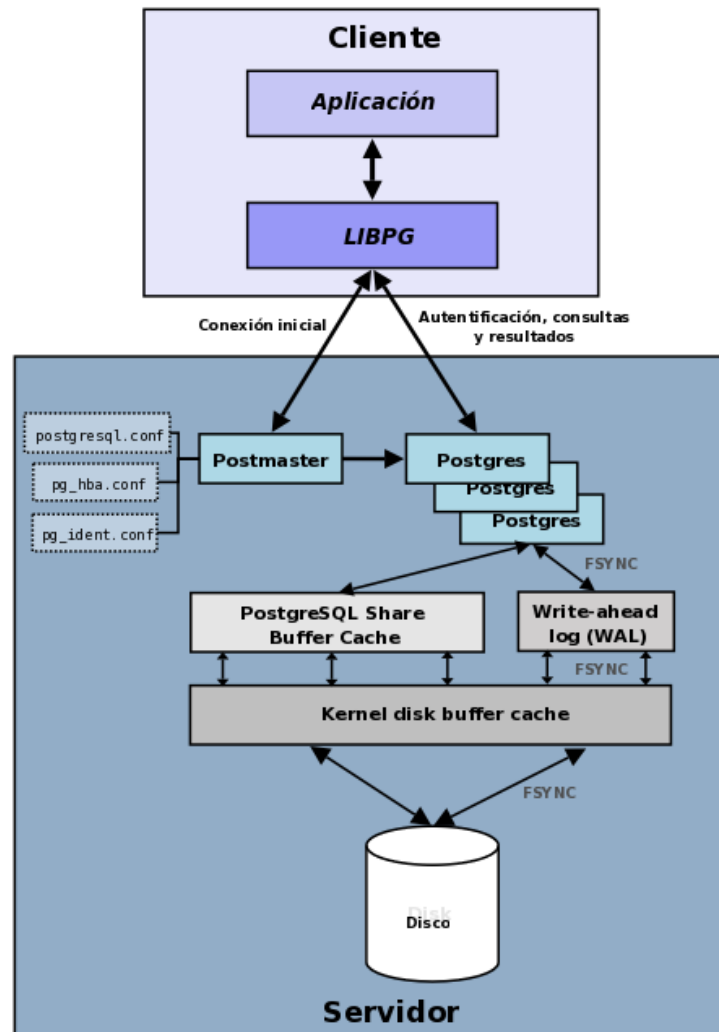 Cliente
Aplicación
LIBPG
Conexión inicial
Autentificación, consultas
y resultados
postgresql.conf
pg_hba.conf
pg_ident.conf
Postmaster
Postgres
Postgres
Postgres
FSYNC
PostgreSQL Share
Buffer Cache
Write-ahead
log (WAL)
FSYNC
Kernel disk buffer cache
FSYNC
Disk
Disco
Servidor